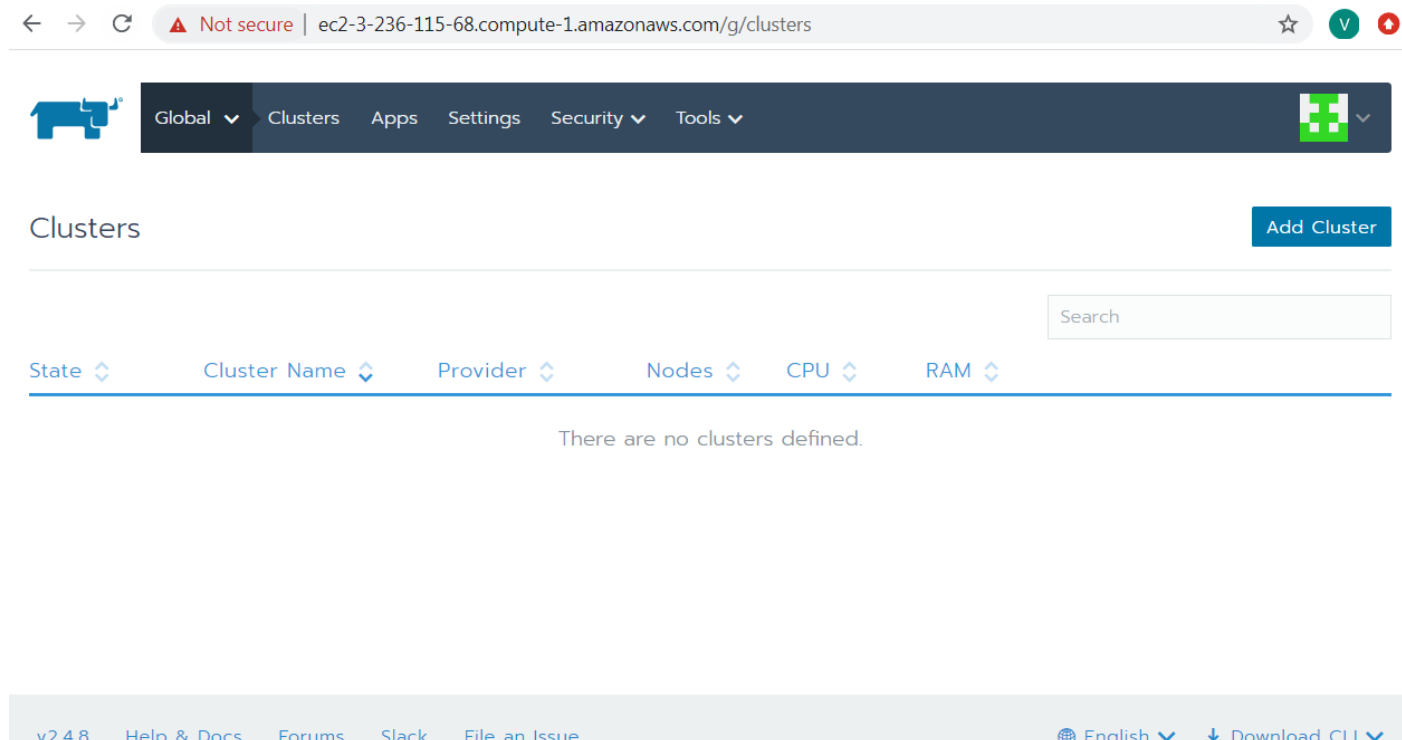 Not secure | ec2-3-236-115-68.compute-1.amazonaws.com/g/clusters V
Global Clusters Apps Settings Security Tools
Clusters Add Cluster
Search
State Cluster Name Provider Nodes CPU RAM
There are no clusters defined.
v2.4.8 Help & Docs Forums Slack File an Issue English Download CLI